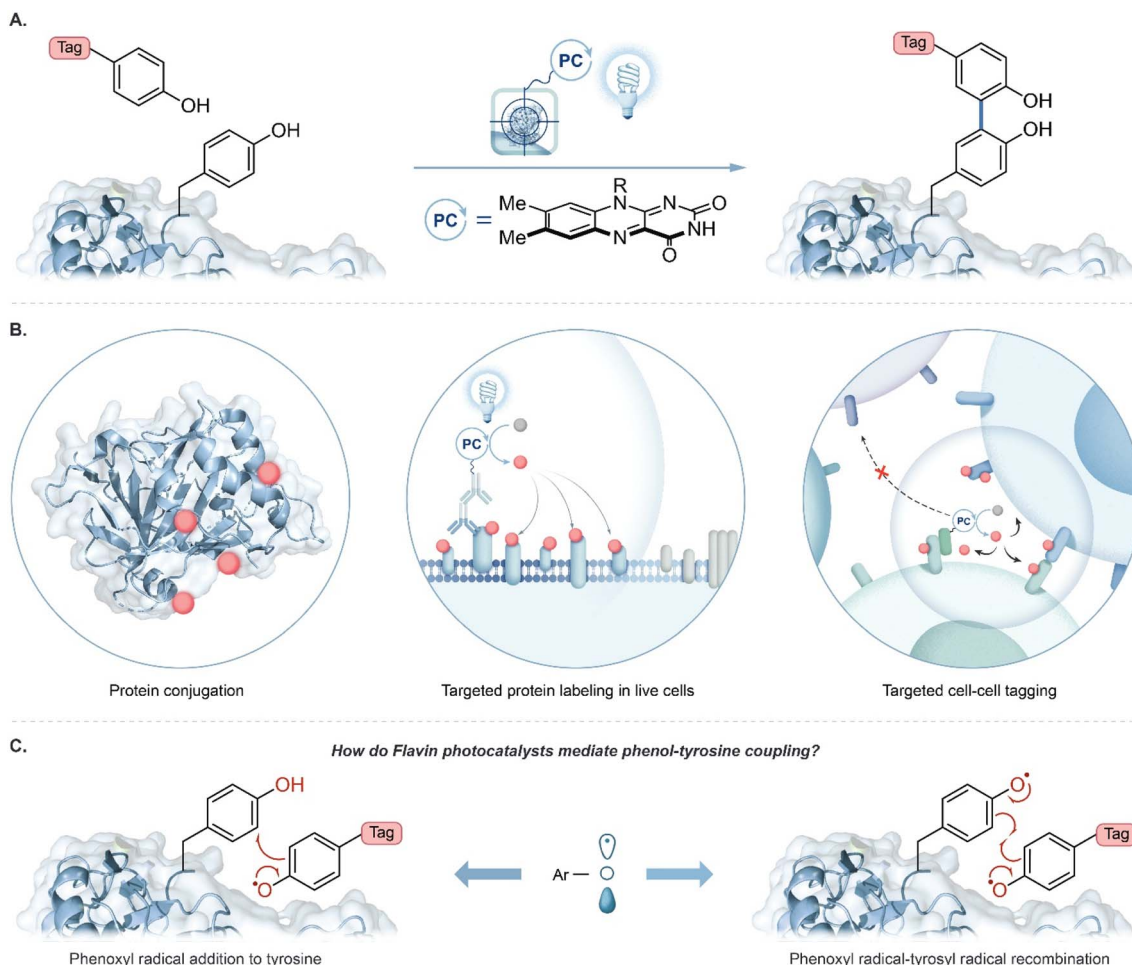 A.
Tag
OH
OH
PC
PC
=
Me
Me
R
N
N
N
NH
O
O
Tag
OH
OH
B.
PC
PC
Protein conjugation
Targeted protein labeling in live cells
Targeted cell-cell tagging
C.
How do Flavin photocatalysts mediate phenol-tyrosine coupling?
OH
Tag
O
Ar
O
Tag
O
Phenoxyl radical addition to tyrosine
Phenoxyl radical-tyrosyl radical recombination